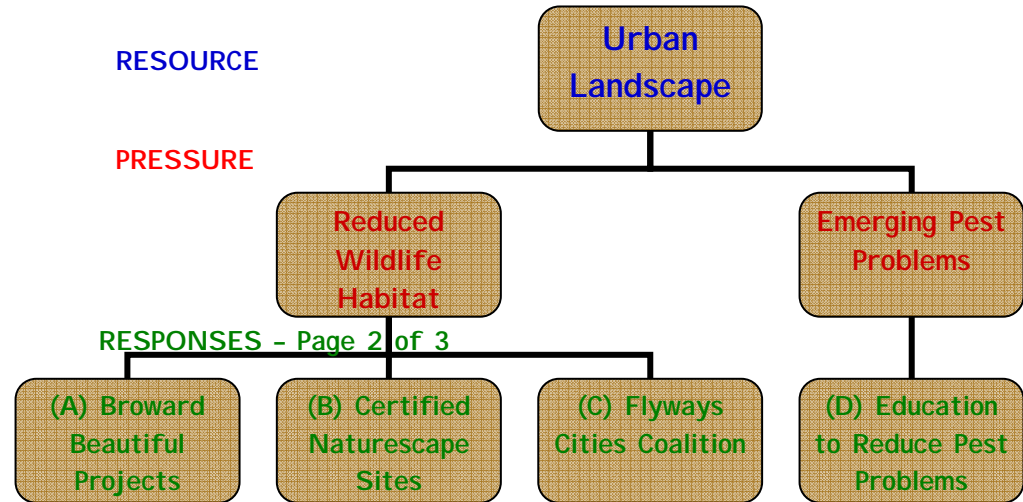 RESOURCE
Urban
Landscape
PRESSURE
Reduced
Wildlife
Habitat
Emerging Pest
Problems
RESPONSES – Page 2 of 3
(A) Broward
Beautiful
Projects
(B) Certified
Naturescape
Sites
(C) Flyways
Cities Coalition
(D) Education
to Reduce Pest
Problems